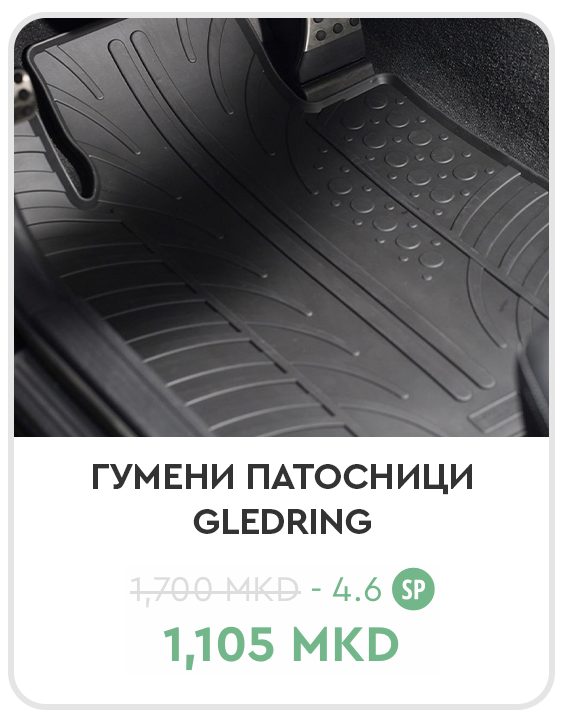 ГУМЕНИ ПАТОСНИЦИ
GLEDRING
1,700 MKD - 4.6 SP
1,105 MKD